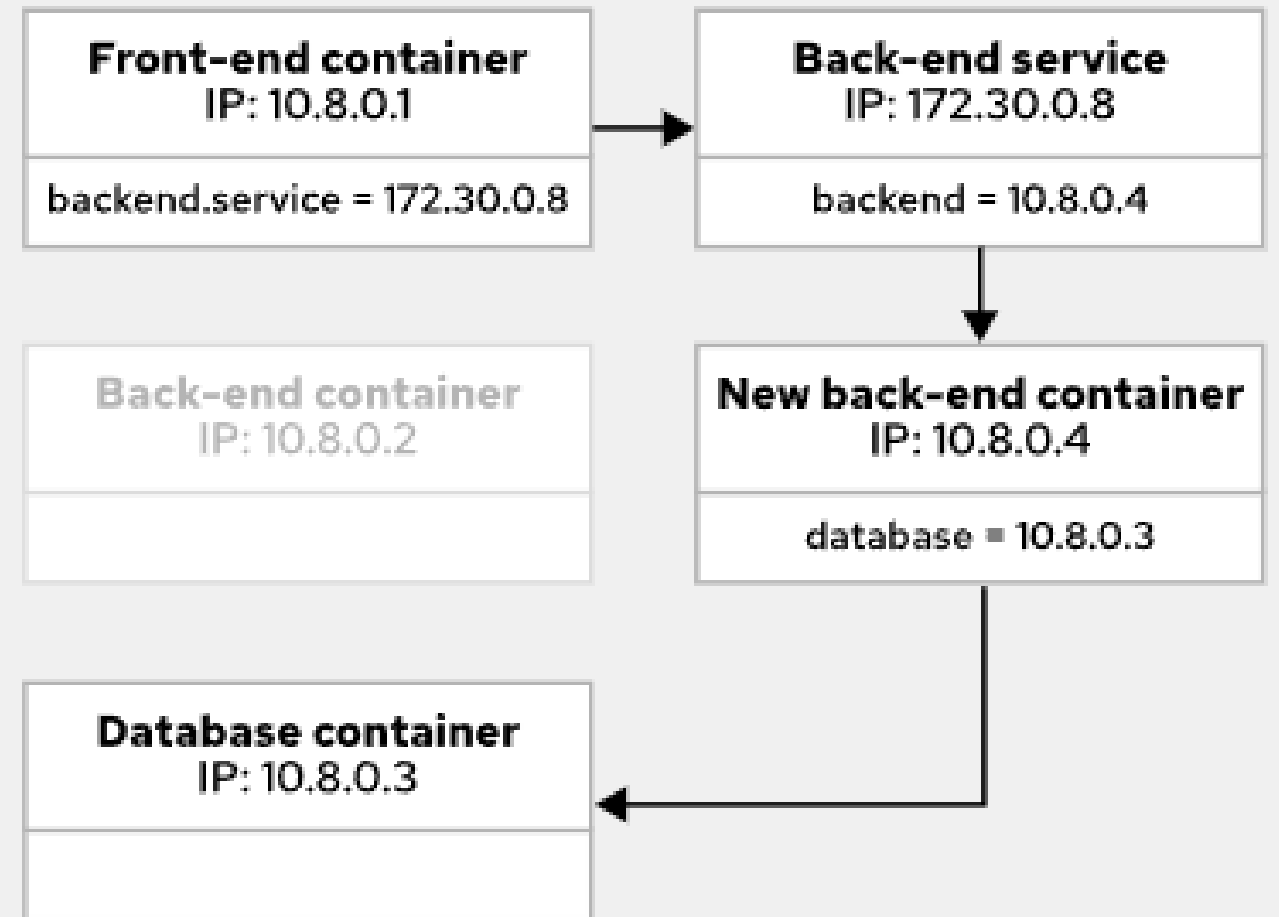 Front-end container
IP: 10.8.0.1
backend.service = 172.30.0.8
Back-end service
IP: 172.30.0.8
backend = 10.8.0.4
Back-end container
IP: 10.8.0.2
New back-end container
IP: 10.8.0.4
database = 10.8.0.3
Database container
IP: 10.8.0.3